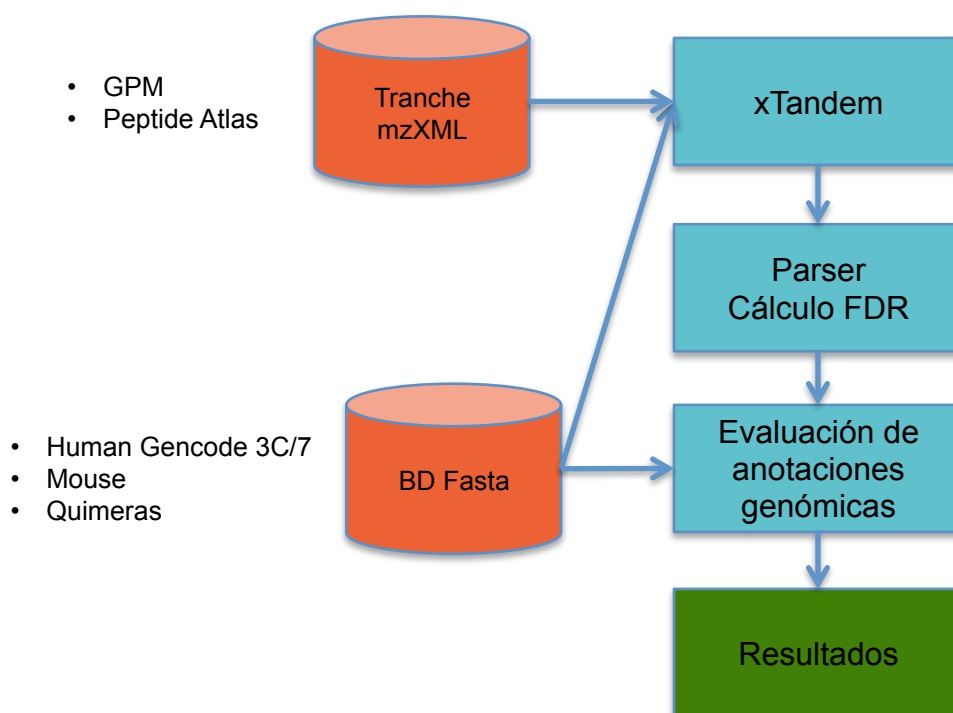 • GPM
• Peptide Atlas
Tranche
mzXML
xTandem
Parser
Cálculo FDR
• Human Gencode 3C/7
• Mouse
• Quimeras
BD Fasta
Evaluación de
anotaciones
genómicas
Resultados